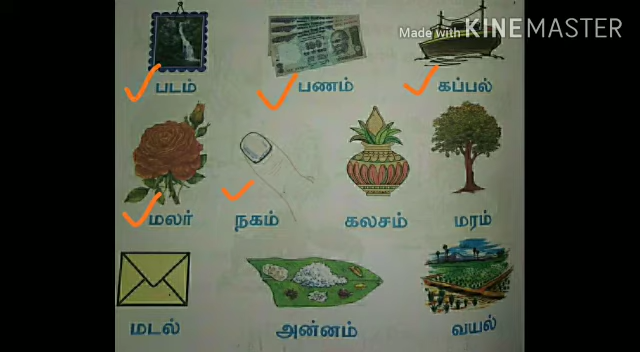 Made with KINEMASTER
படம் பணம் கப்பல்
மலர் நகம் கலசம் மரம்
மடல் அன்னம் வயல்